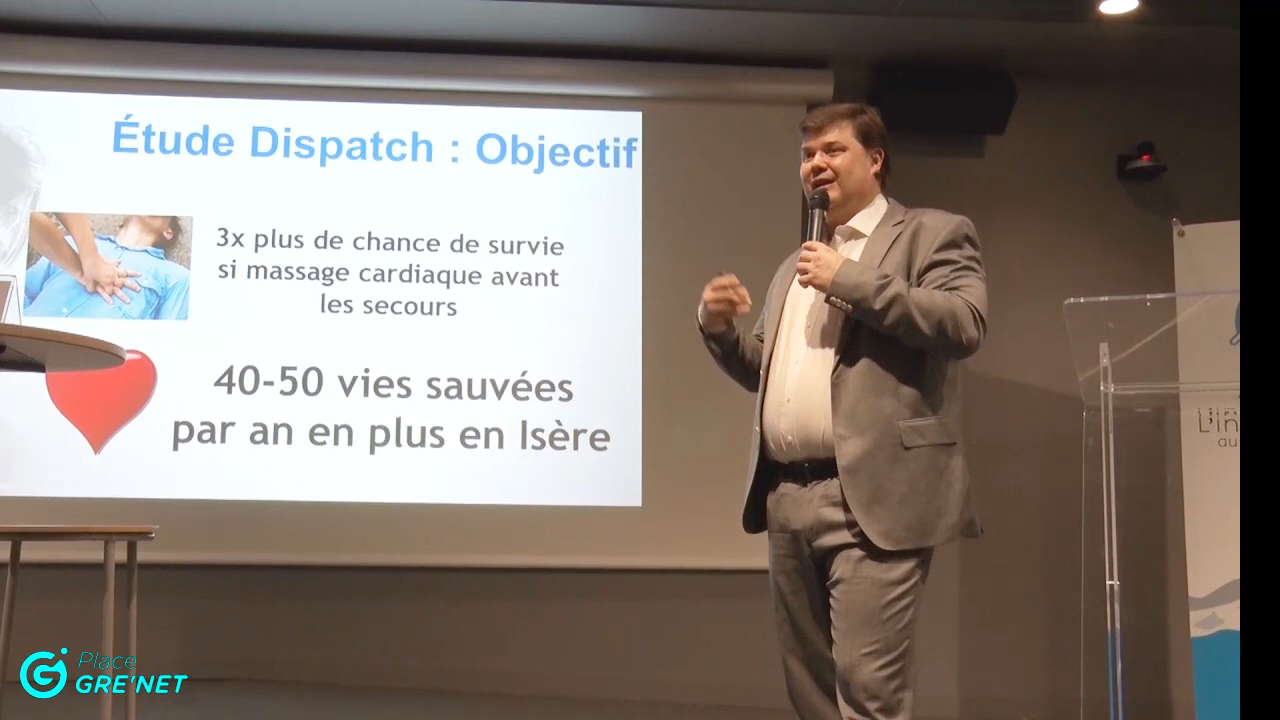 Étude Dispatch : Objectif
3x plus de chance de survie
si massage cardiaque avant
les secours
40-50 vies sauvées
par an en plus en Isère
au
Place
GRE'NET